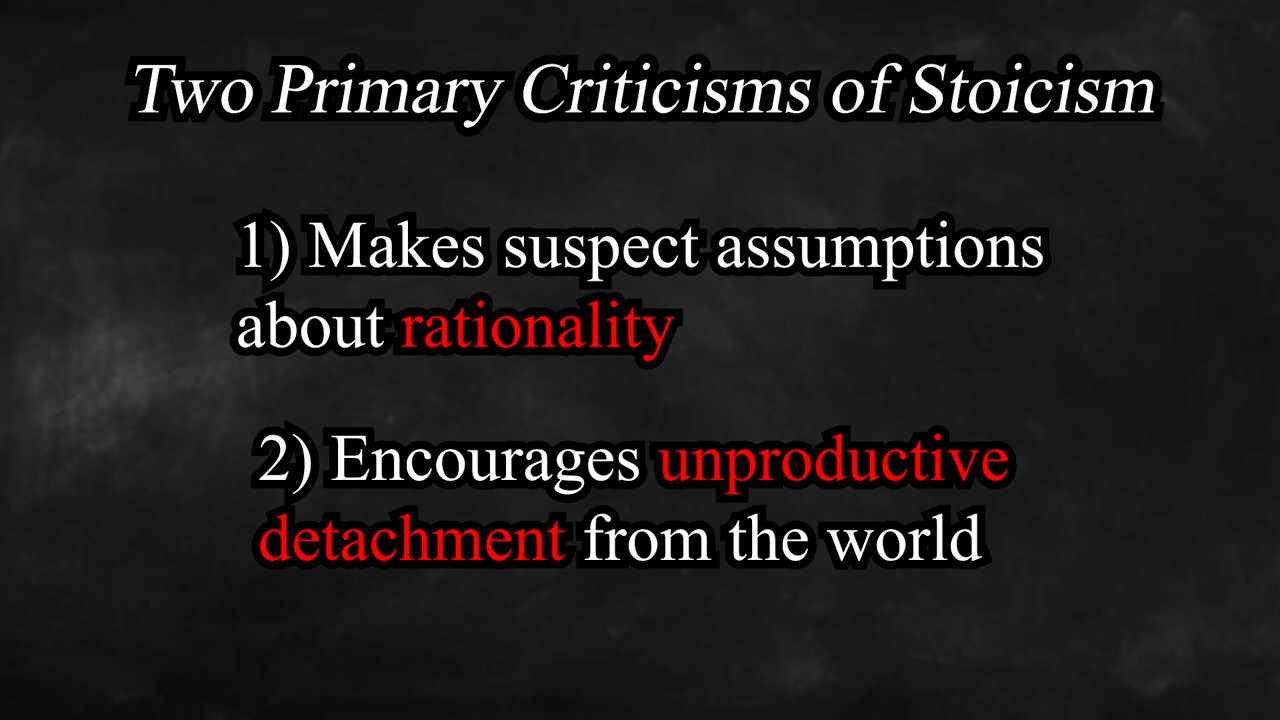 Two Primary Criticisms of Stoicism
1) Makes suspect assumptions
about rationality
2) Encourages unproductive
detachment from the world